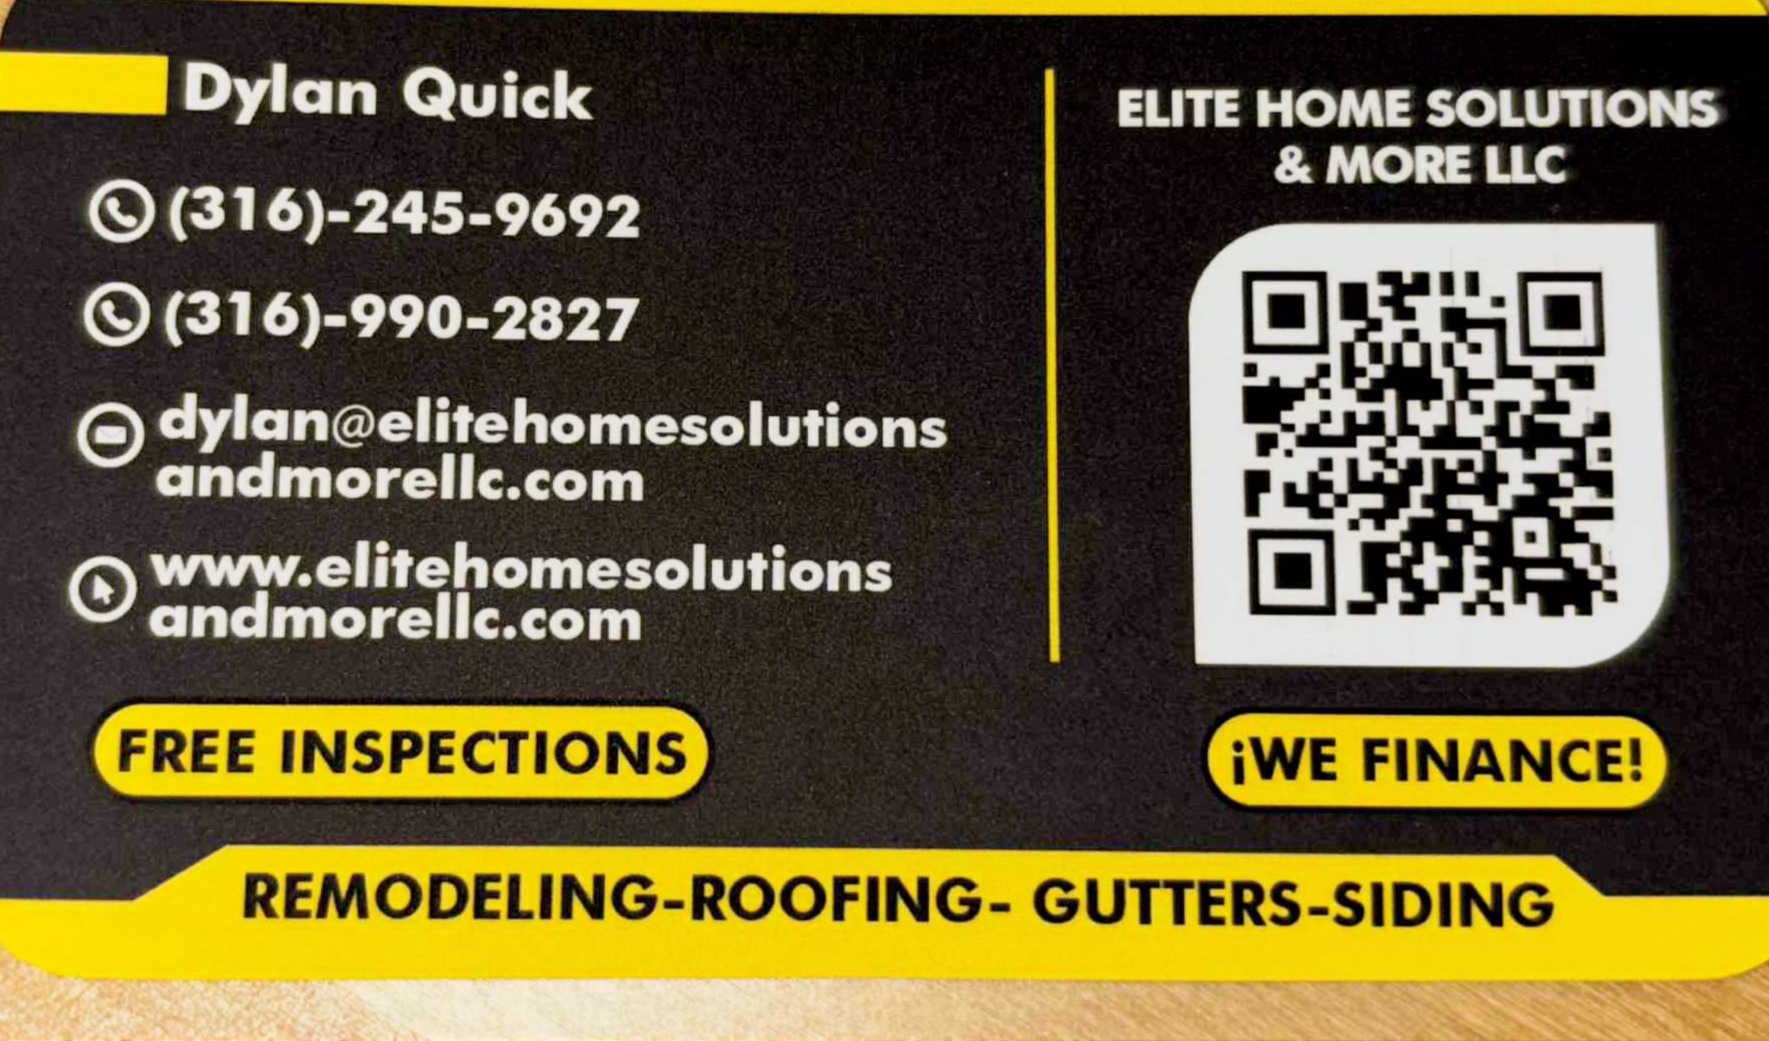 Dylan Quick
(316)-245-9692
(316)-990-2827
dylan@elitehomesolutions
andmorellc.com
www.elitehomesolutions
andmorellc.com
FREE INSPECTIONS
ELITE HOME SOLUTIONS
& MORE LLC
¡WE FINANCE!
REMODELING-ROOFING- GUTTERS-SIDING